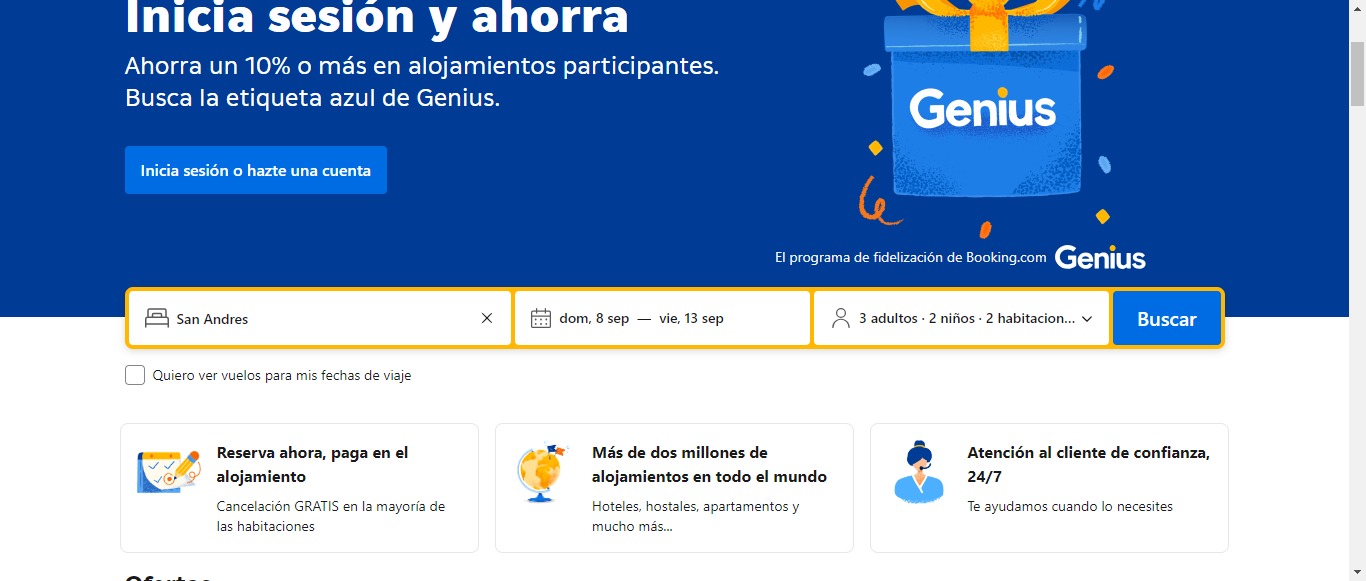 Inicia sesión y ahorra
Ahorra un 10% o más en alojamientos participantes.
Busca la etiqueta azul de Genius.
Inicia sesión o hazte una cuenta
Genius
El programa de fidelización de Booking.com Genius
San Andres
dom, 8 sep — vie, 13 sep
3 adultos · 2 niños · 2 habitacion...
Buscar
Quiero ver vuelos para mis fechas de viaje
Reserva ahora, paga en el
alojamiento
Cancelación GRATIS en la mayoría de
las habitaciones
Más de dos millones de
alojamientos en todo el mundo
Hoteles, hostales, apartamentos y
mucho más...
Atención al cliente de confianza,
24/7
Te ayudamos cuando lo necesites
Ofertas